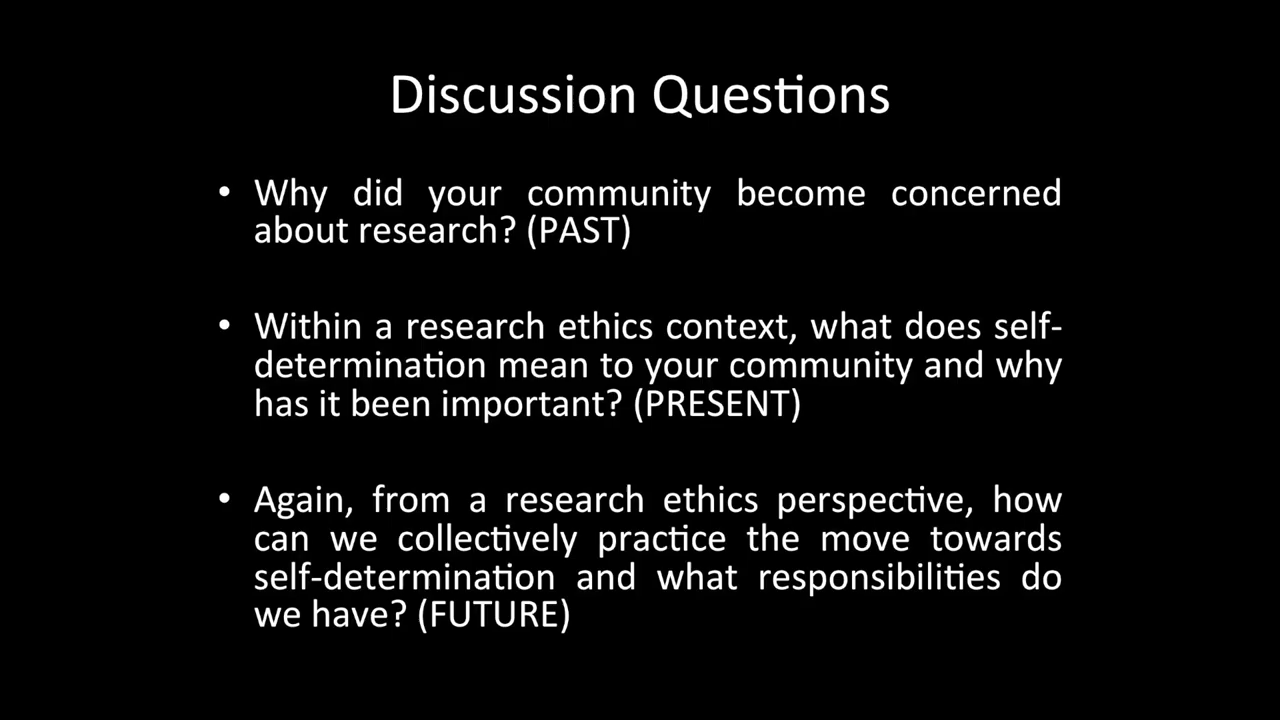 Discussion Questions
• Why did your community become concerned
about research? (PAST)
• Within a research ethics context, what does self-
determination mean to your community and why
has it been important? (PRESENT)
• Again, from a research ethics perspective, how
can we collectively practice the move towards
self-determination and what responsibilities do
we have? (FUTURE)